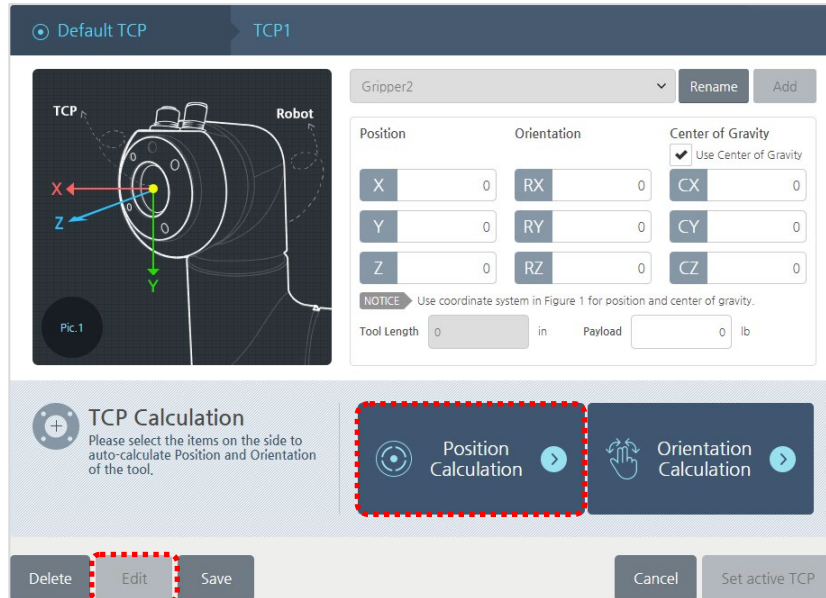 Default TCP
TCP1
TCP
Robot
X
Z
Y
Pic.1
Gripper2
Rename
Add
Position
Orientation
Center of Gravity
Use Center of Gravity
X 0
RX 0
CX 0
Y 0
RY 0
CY 0
Z 0
RZ 0
CZ 0
NOTICE Use coordinate system in Figure 1 for position and center of gravity.
Tool Length 0 in
Payload 0 lb
TCP Calculation
Please select the items on the side to
auto-calculate Position and Orientation
of the tool.
Position
Calculation
Orientation
Calculation
Delete
Edit
Save
Cancel
Set active TCP